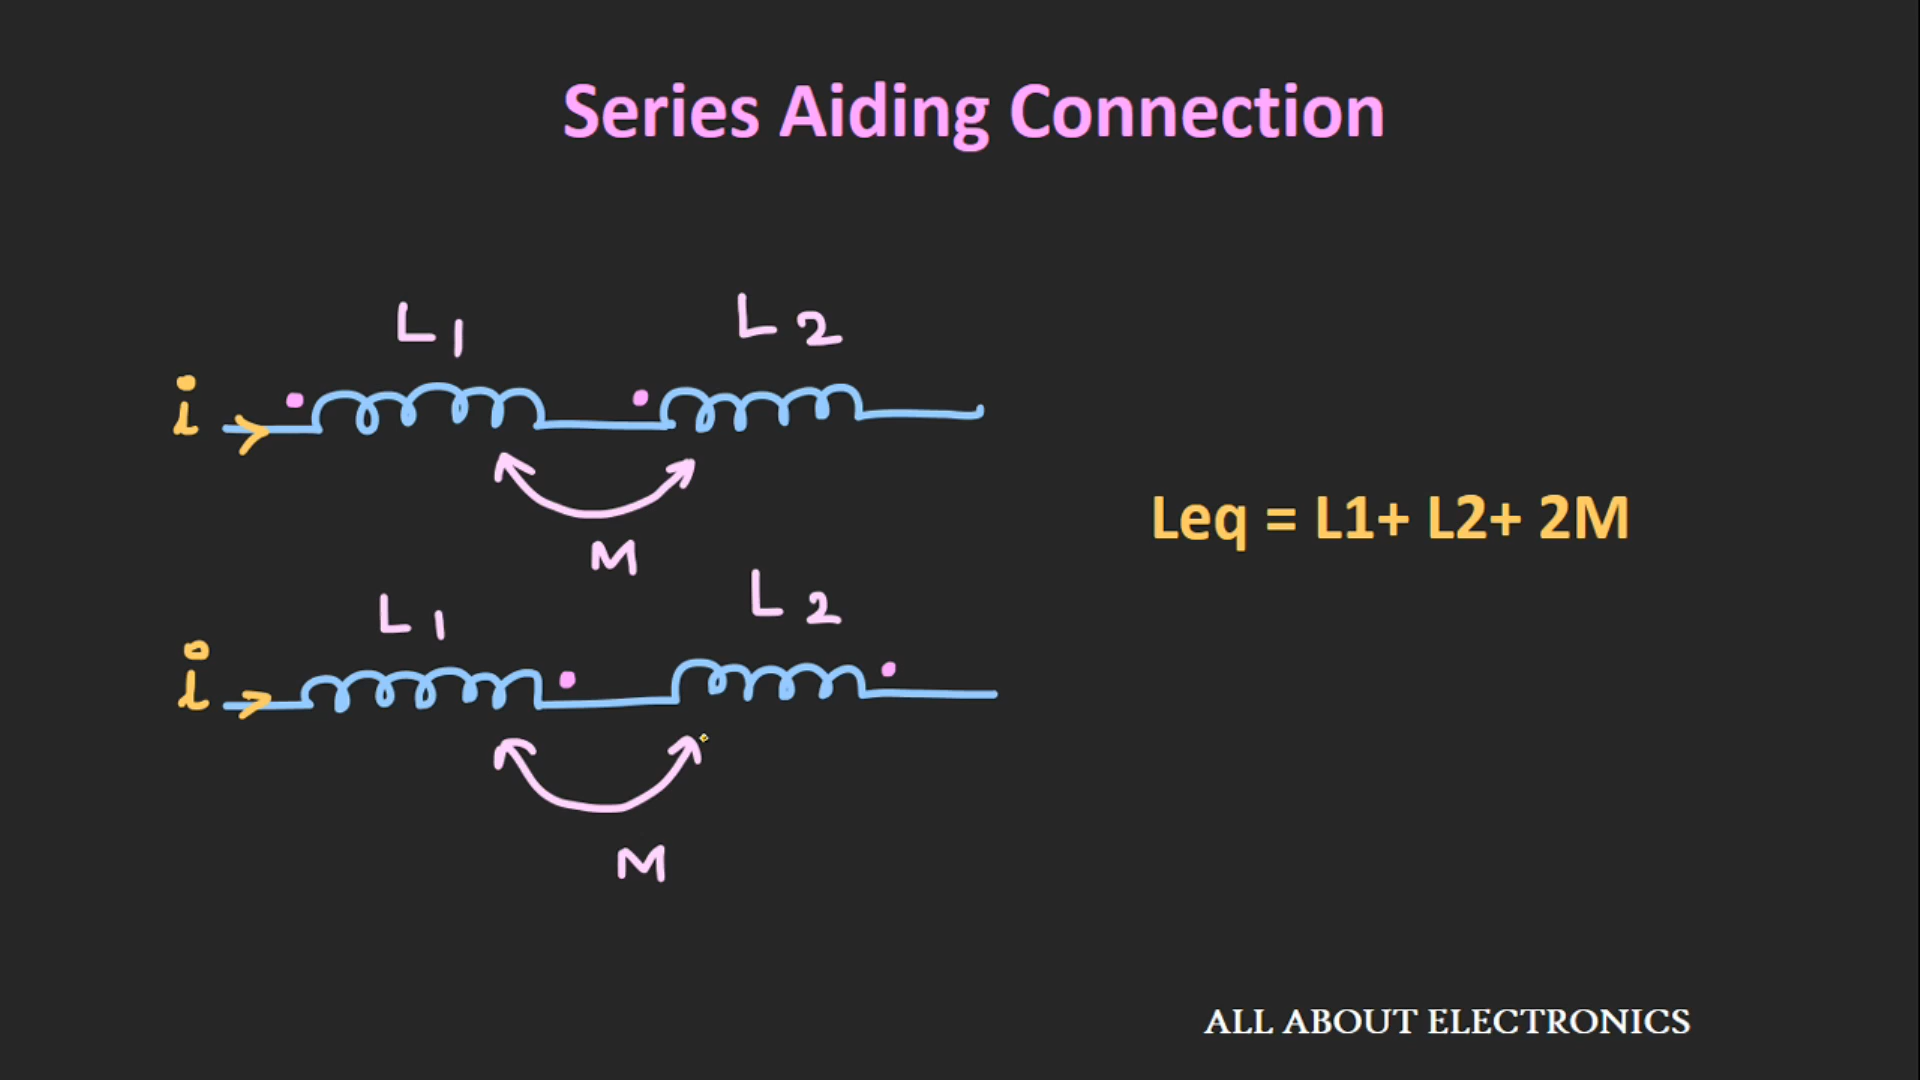 Series Aiding Connection
L1 L2
i
M
Leq = L1+ L2+ 2M
L1 L2
i
M
ALL ABOUT ELECTRONICS